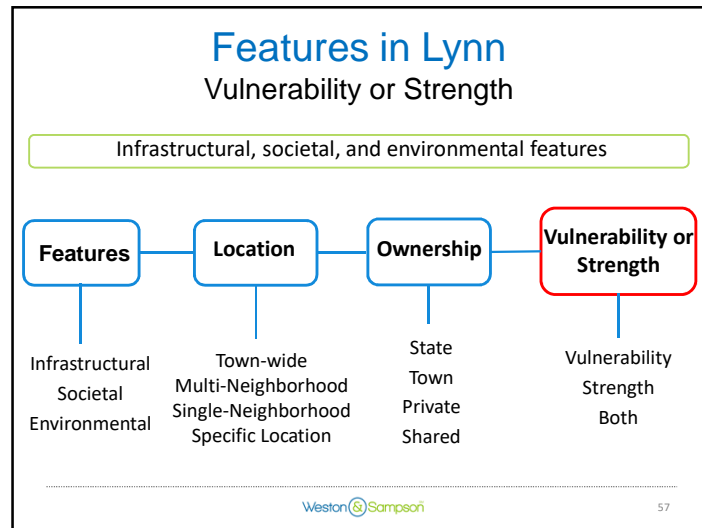 Features in Lynn
Vulnerability or Strength
Infrastructural, societal, and environmental features
Features
Location
Ownership
Vulnerability or
Strength
Infrastructural
Societal
Environmental
Town-wide
Multi-Neighborhood
Single-Neighborhood
Specific Location
State
Town
Private
Shared
Vulnerability
Strength
Both
Weston & Sampson
57